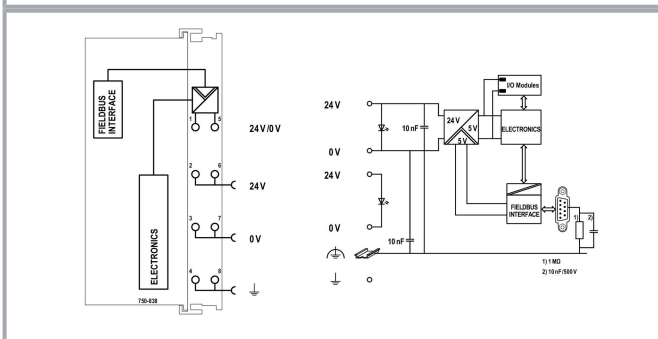 FIELDBUS
INTERFACE
1 5
24 V / 0 V
2 6
24 V
3 7
0 V
4 8
ELECTRONICS
750-838
24 V
10 nF
0 V
24 V
0 V
10 nF
24 V
5 V
5 V
I/O Modules
ELECTRONICS
FIELDBUS
INTERFACE
1)
2)
1) 1 MΩ
2) 10 nF/500 V